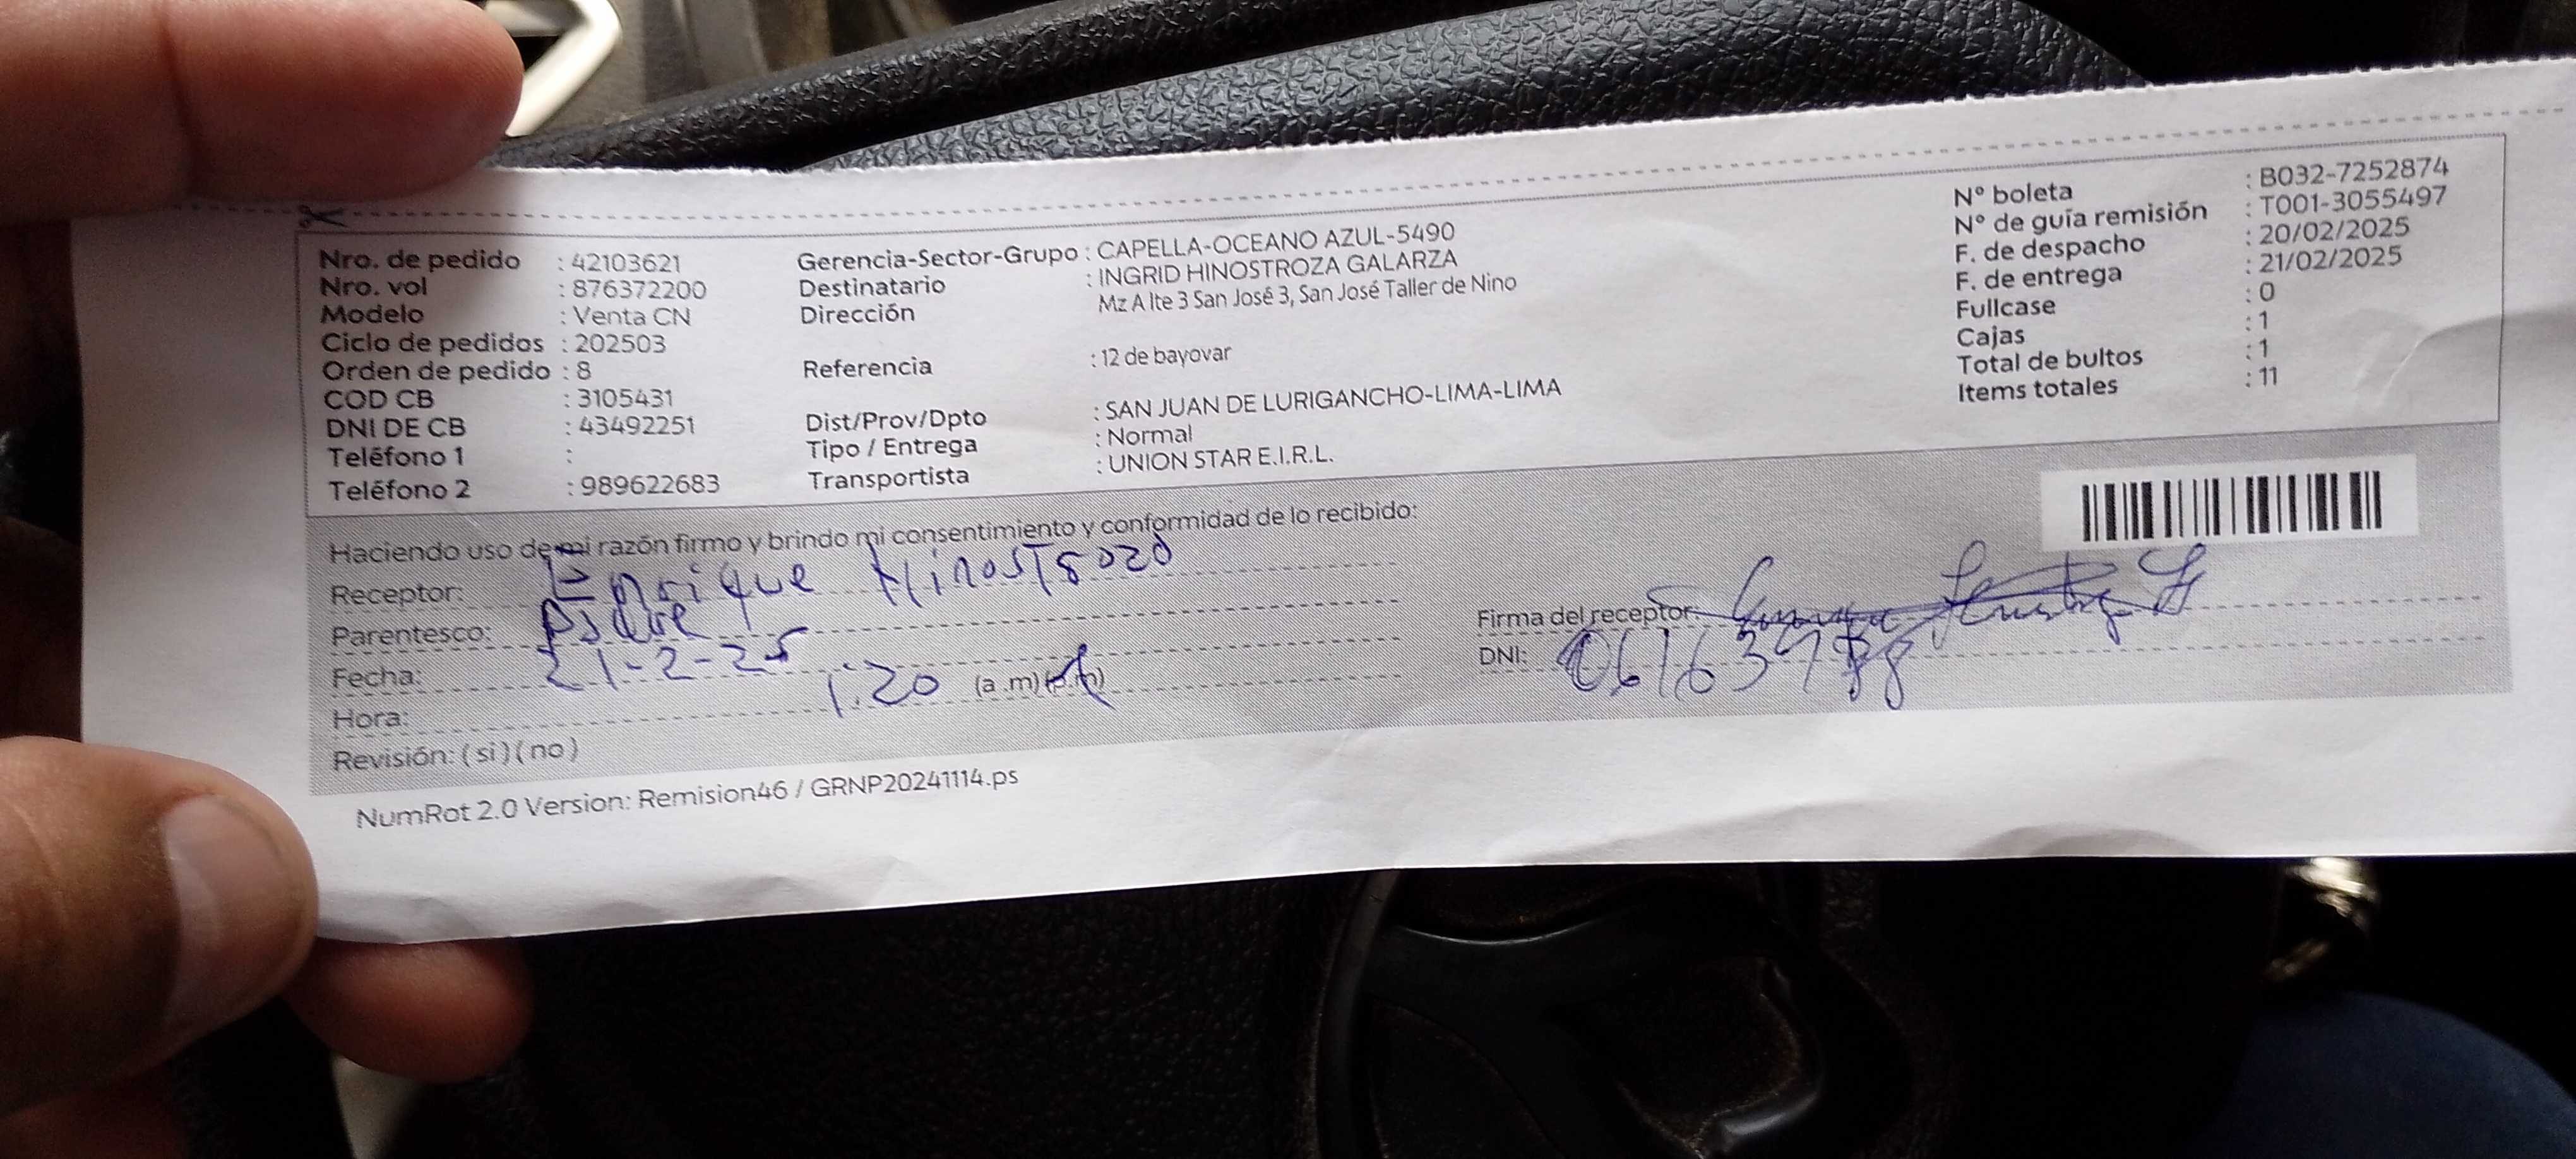 Nro. de pedido : 42103621
Nro. vol : 876372200
Modelo : Venta CN
Ciclo de pedidos : 202503
Orden de pedido : 8
COD CB : 3105431
DNI DE CB : 43492251
Teléfono 1 :
Teléfono 2 : 989622683
Gerencia-Sector-Grupo : CAPELLA-OCEANO AZUL-5490
Destinatario : INGRID HINOSTROZA GALARZA
Dirección Mz A lte 3 San José 3, San José Taller de Nino
Referencia : 12 de bayovar
Dist/Prov/Dpto : SAN JUAN DE LURIGANCHO-LIMA-LIMA
Tipo / Entrega : Normal
Transportista : UNION STAR E.I.R.L.
N° boleta : B032-7252874
N° de guía remisión : T001-3055497
F. de despacho : 20/02/2025
F. de entrega : 21/02/2025
Fullcase : 0
Cajas : 1
Total de bultos : 1
Items totales : 11
Haciendo uso de mi razón firmo y brindo mi consentimiento y conformidad de lo recibido:
Receptor: Enrique Hinostroza
Parentesco: Padre
Fecha: 21-2-25
Hora: 1:20 (a.m) (p.m)
Revisión: ( si ) ( no )
Firma del receptor:
DNI:
NumRot 2.0 Version: Remision46 / GRNP20241114.ps